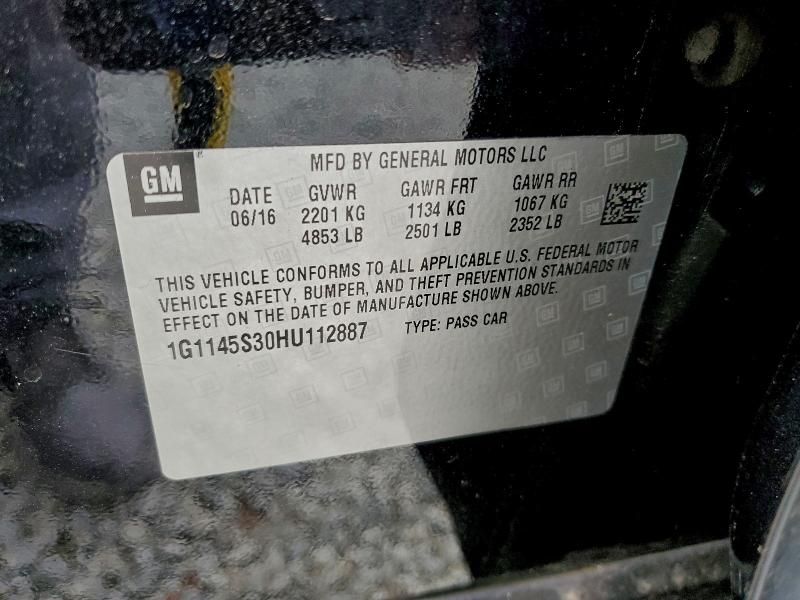 GM
MFD BY GENERAL MOTORS LLC
DATE GVWR GAWR FRT GAWR RR
06/16 2201 KG 1134 KG 1067 KG
4853 LB 2501 LB 2352 LB
THIS VEHICLE CONFORMS TO ALL APPLICABLE U.S. FEDERAL MOTOR
VEHICLE SAFETY, BUMPER, AND THEFT PREVENTION STANDARDS IN
EFFECT ON THE DATE OF MANUFACTURE SHOWN ABOVE.
1G1145S30HU112887 TYPE: PASS CAR